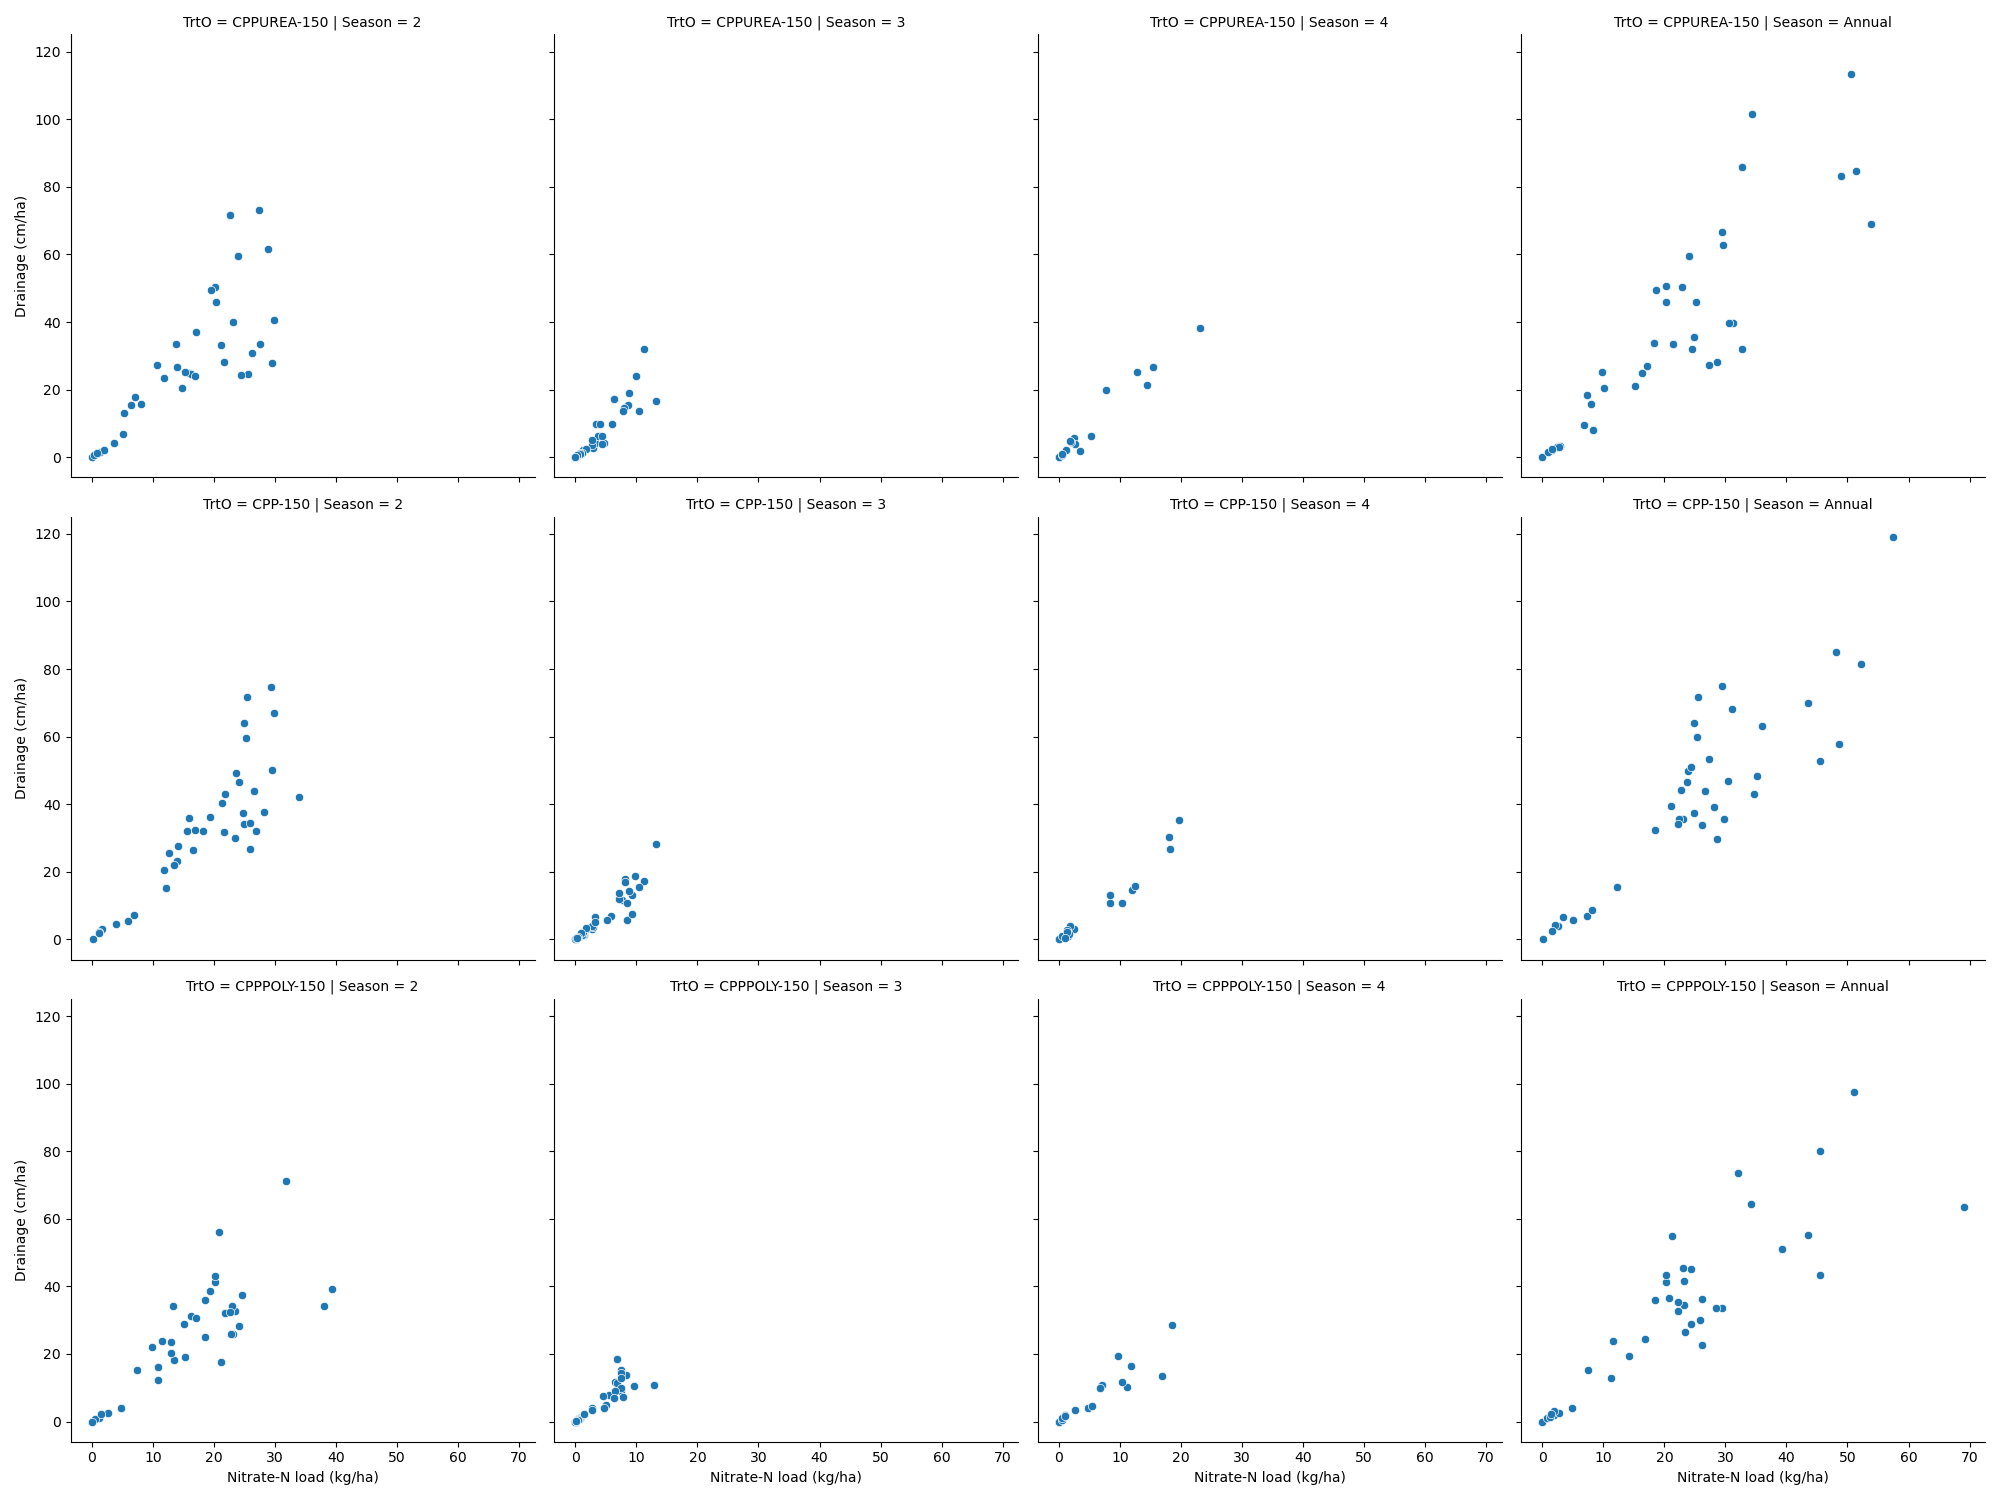 TrtO = CPPUREA-150 | Season = 2
TrtO = CPPUREA-150 | Season = 3
TrtO = CPPUREA-150 | Season = 4
TrtO = CPPUREA-150 | Season = Annual
120
100
80
60
40
20
0
Drainage (cm/ha)
TrtO = CPP-150 | Season = 2
TrtO = CPP-150 | Season = 3
TrtO = CPP-150 | Season = 4
TrtO = CPP-150 | Season = Annual
120
100
80
60
40
20
0
Drainage (cm/ha)
TrtO = CPPPOLY-150 | Season = 2
TrtO = CPPPOLY-150 | Season = 3
TrtO = CPPPOLY-150 | Season = 4
TrtO = CPPPOLY-150 | Season = Annual
120
100
80
60
40
20
0
Drainage (cm/ha)
0 10 20 30 40 50 60 70
0 10 20 30 40 50 60 70
0 10 20 30 40 50 60 70
0 10 20 30 40 50 60 70
Nitrate-N load (kg/ha)
Nitrate-N load (kg/ha)
Nitrate-N load (kg/ha)
Nitrate-N load (kg/ha)